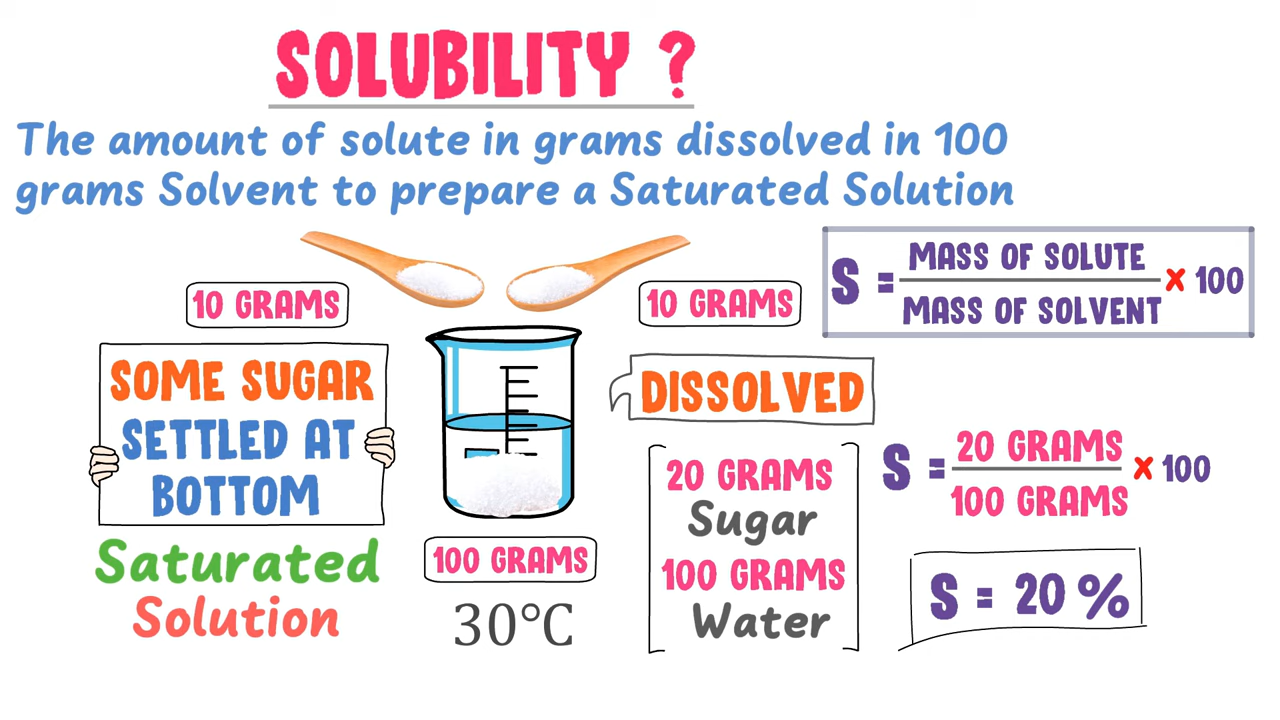 SOLUBILITY ?
The amount of solute in grams dissolved in 100
grams Solvent to prepare a Saturated Solution
10 GRAMS
10 GRAMS
S = MASS OF SOLUTE
MASS OF SOLVENT
× 100
SOME SUGAR
SETTLED AT
BOTTOM
Saturated
Solution
100 GRAMS
30°C
DISSOLVED
20 GRAMS
Sugar
100 GRAMS
Water
S = 20 GRAMS
100 GRAMS
× 100
S = 20 %